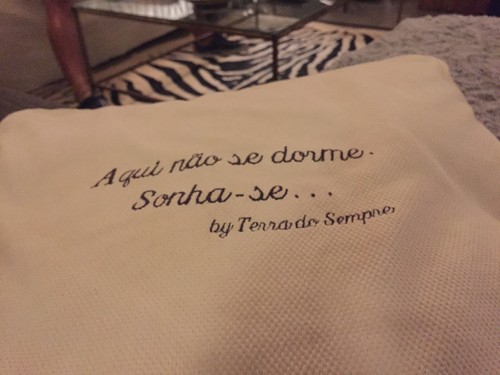 Aqui não se dorme.
Sonha-se...
by Terra do Sempre,